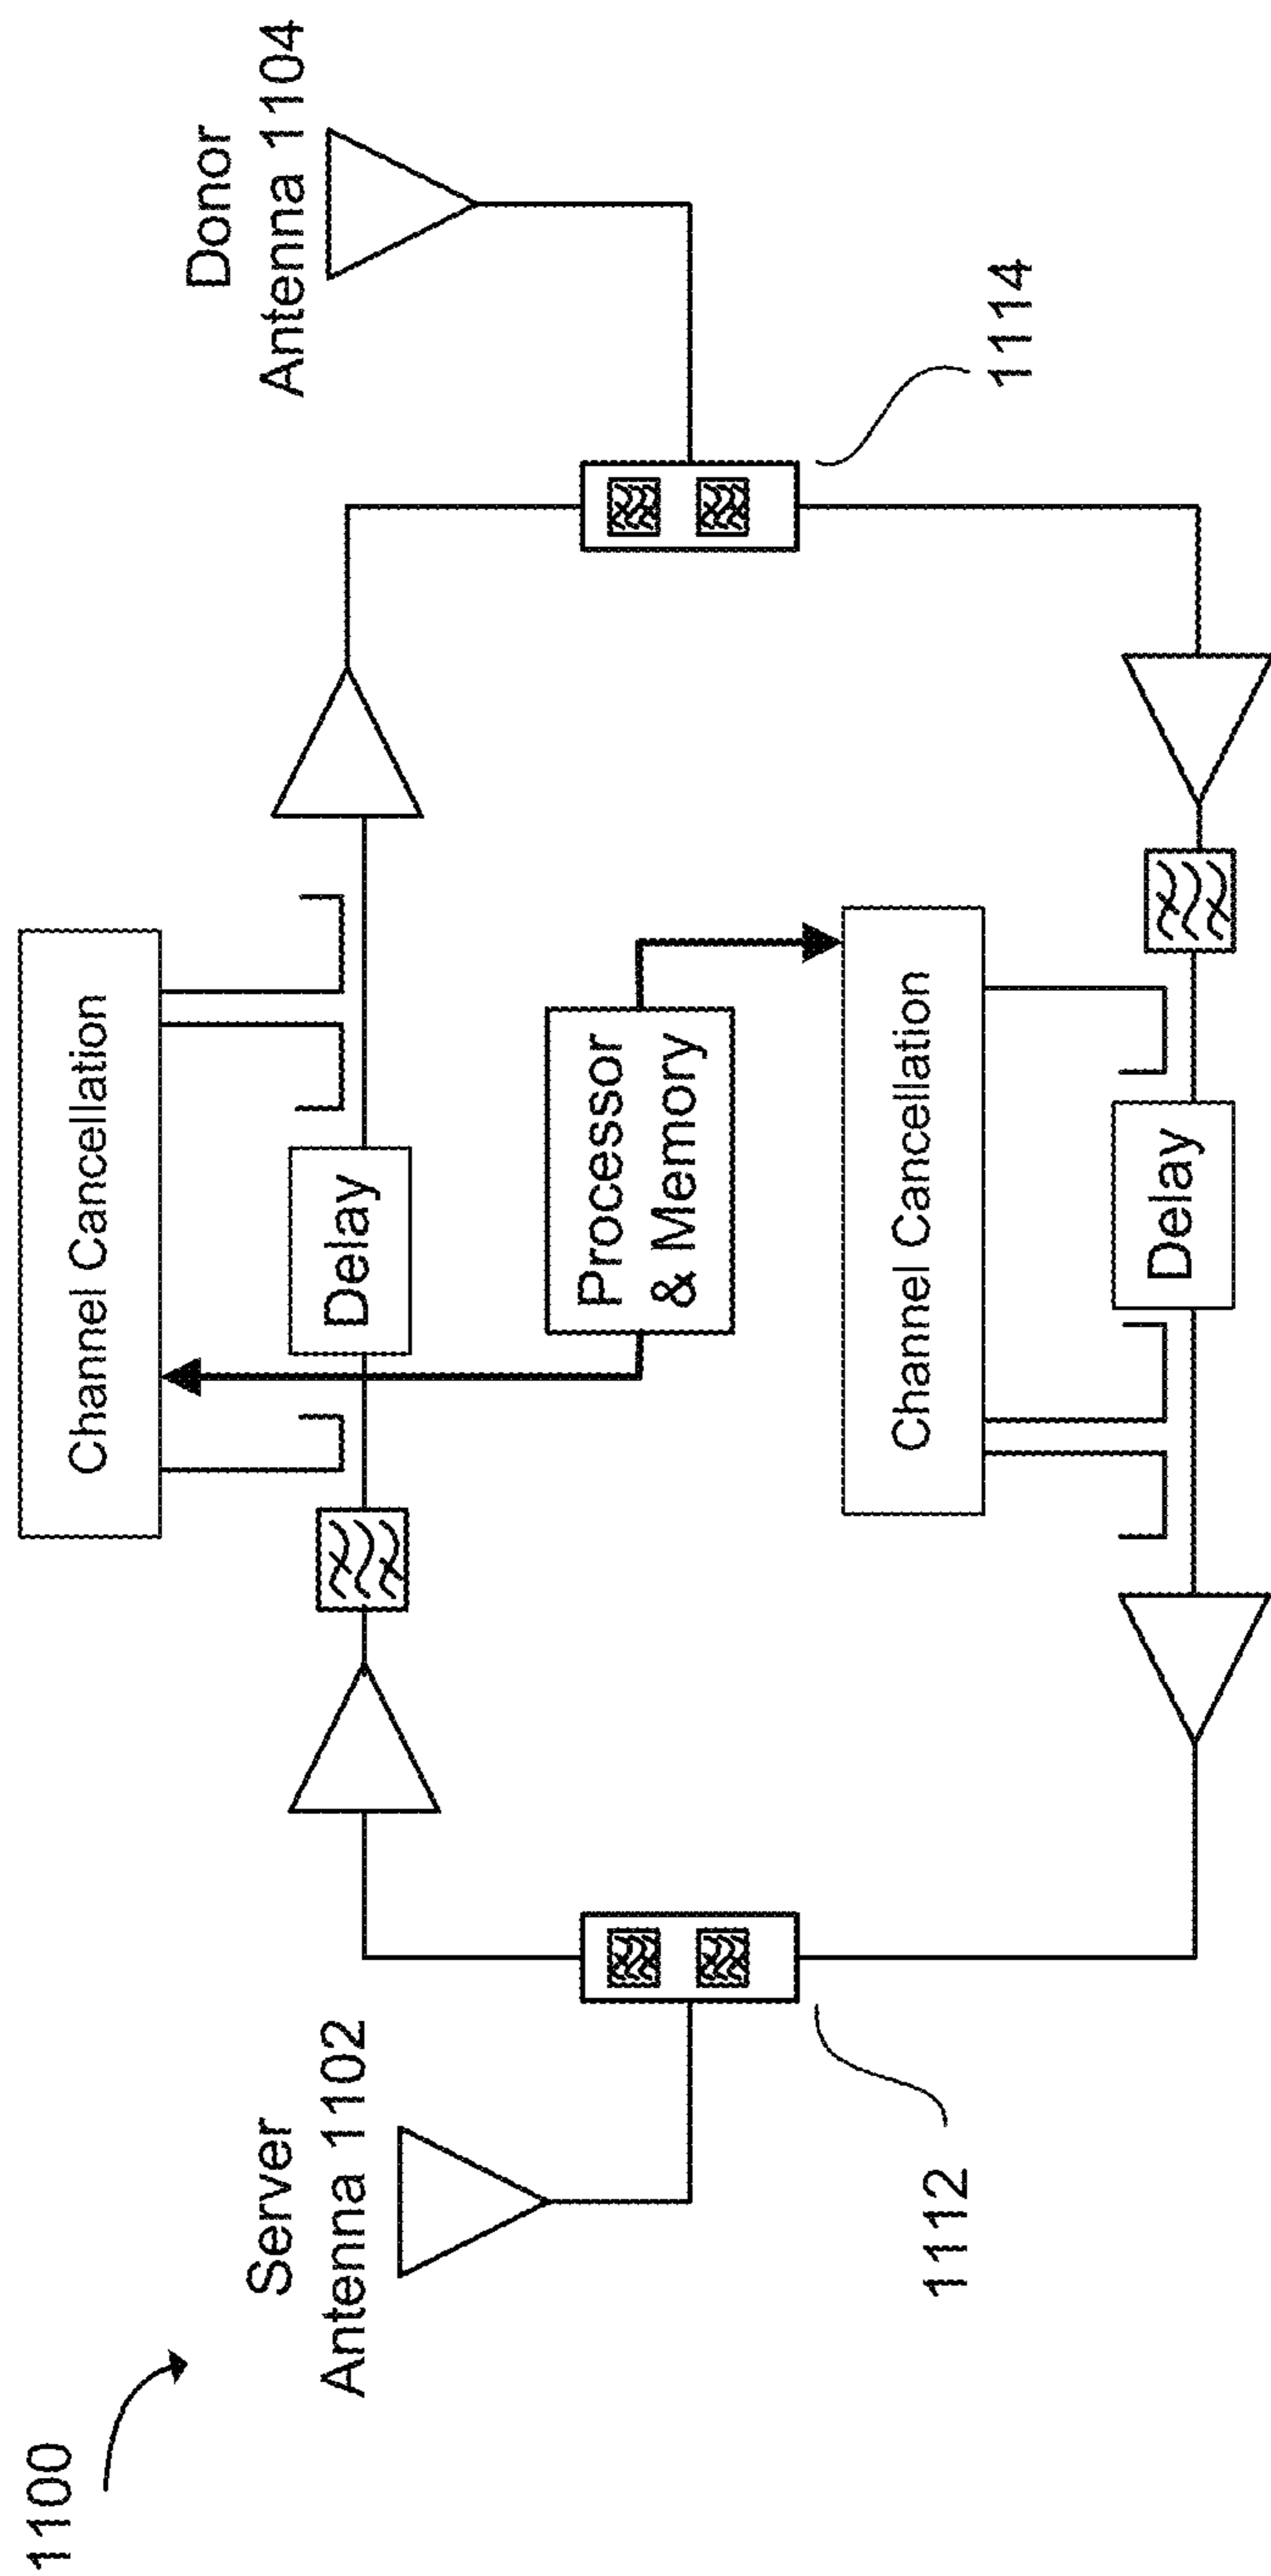 1100
Server
Antenna 1102
Donor
Antenna 1104
Channel Cancellation
Delay
Processor
& Memory
Channel Cancellation
Delay
1112
1114